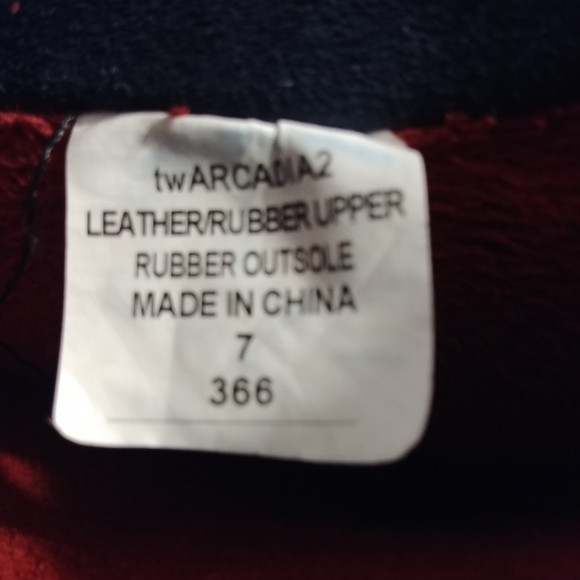 twARCADIA2
LEATHER/RUBBER UPPER
RUBBER OUTSOLE
MADE IN CHINA
7
366